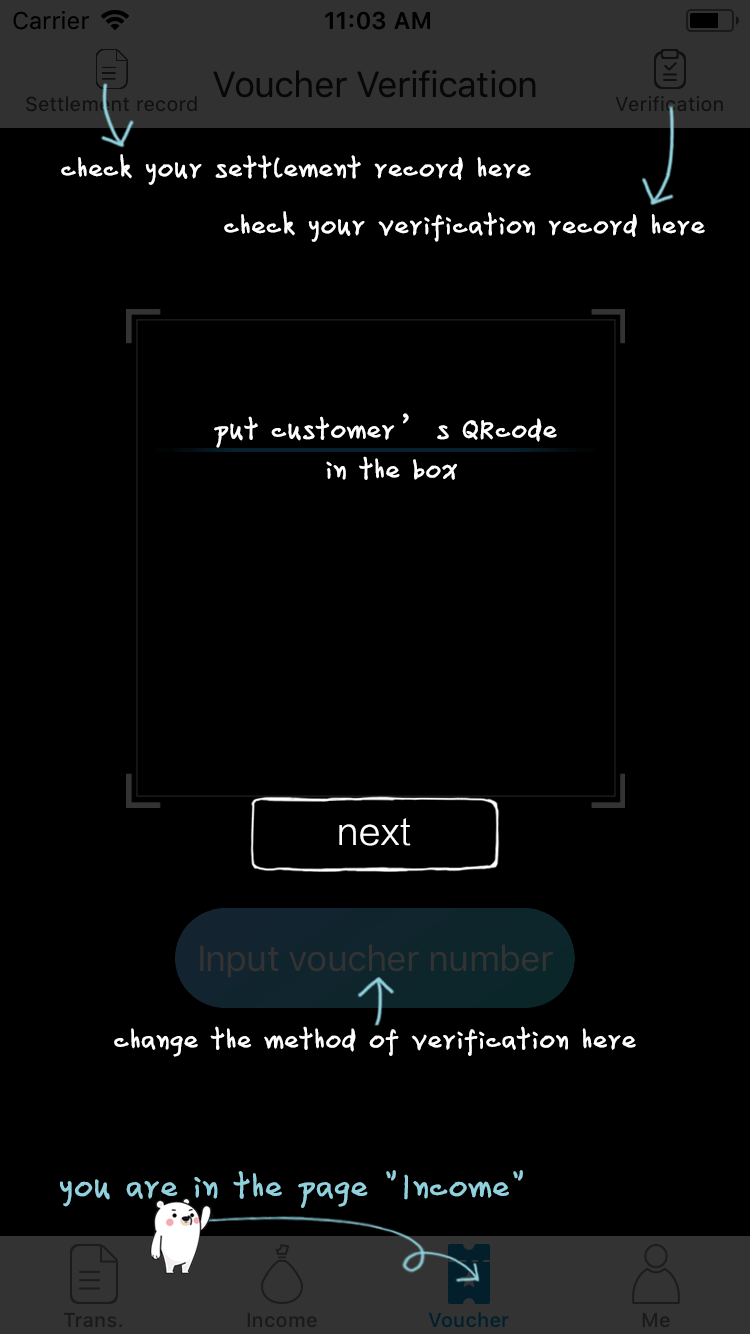 Carrier 11:03 AM
Settlement record Voucher Verification Verification
check your settlement record here
check your verification record here
put customer’ s QRcode
in the box
next
Input voucher number
change the method of verification here
you are in the page "Income"
Trans. Income Voucher Me